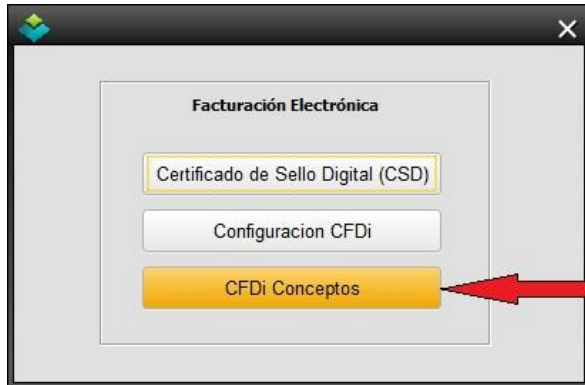 Facturación Electrónica
Certificado de Sello Digital (CSD)
Configuracion CFDi
CFDi Conceptos